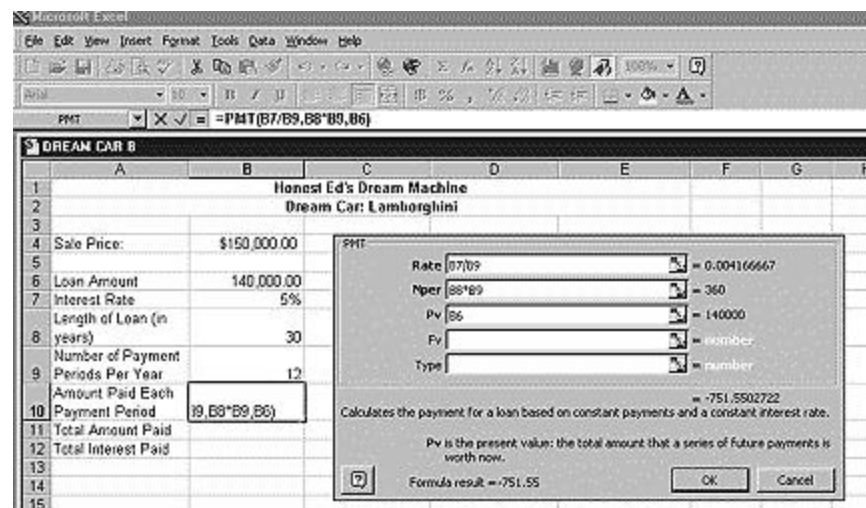 Microsoft Excel
File Edit View Insert Format Tools Data Window Help
100%
Arial 10 B I U
PMT =PMT(B7/B9,B8*B9,B6)
DREAM CAR B
A B C D E F G
1 Honest Ed's Dream Machine
2 Dream Car: Lamborghini
3
4 Sale Price: $150,000.00
5
6 Loan Amount 140,000.00
7 Interest Rate 5%
Length of Loan (in
8 years) 30
Number of Payment
9 Periods Per Year 12
Amount Paid Each
10 Payment Period I9,B8*B9,B6)
11 Total Amount Paid
12 Total Interest Paid
13
14
15
PMT
Rate B7/B9 = 0.004166667
Nper B8*B9 = 360
Pv B6 = 140000
Fv = number
Type = number
= -751.5502722
Calculates the payment for a loan based on constant payments and a constant interest rate.
Pv is the present value: the total amount that a series of future payments is
worth now.
Formula result =-751.55
OK Cancel